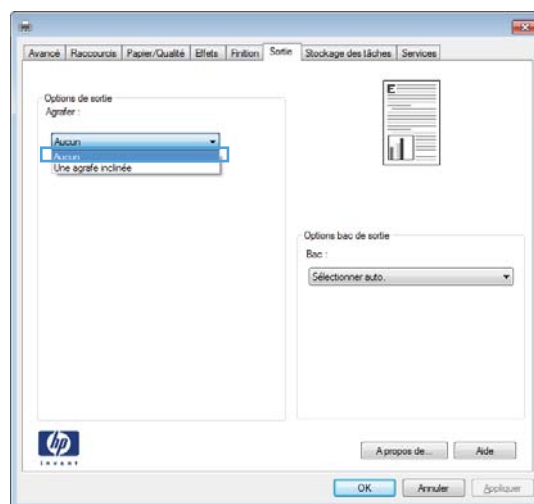 Avancé Raccourcis Papier/Qualité Effets Finition Sortie Stockage des tâches Services
Options de sortie
Agrafer :
Aucun
Aucun
Une agrafe inclinée
E
Options bac de sortie
Bac :
Sélectionner auto.
hp
invent
A propos de... Aide
OK Annuler Appliquer